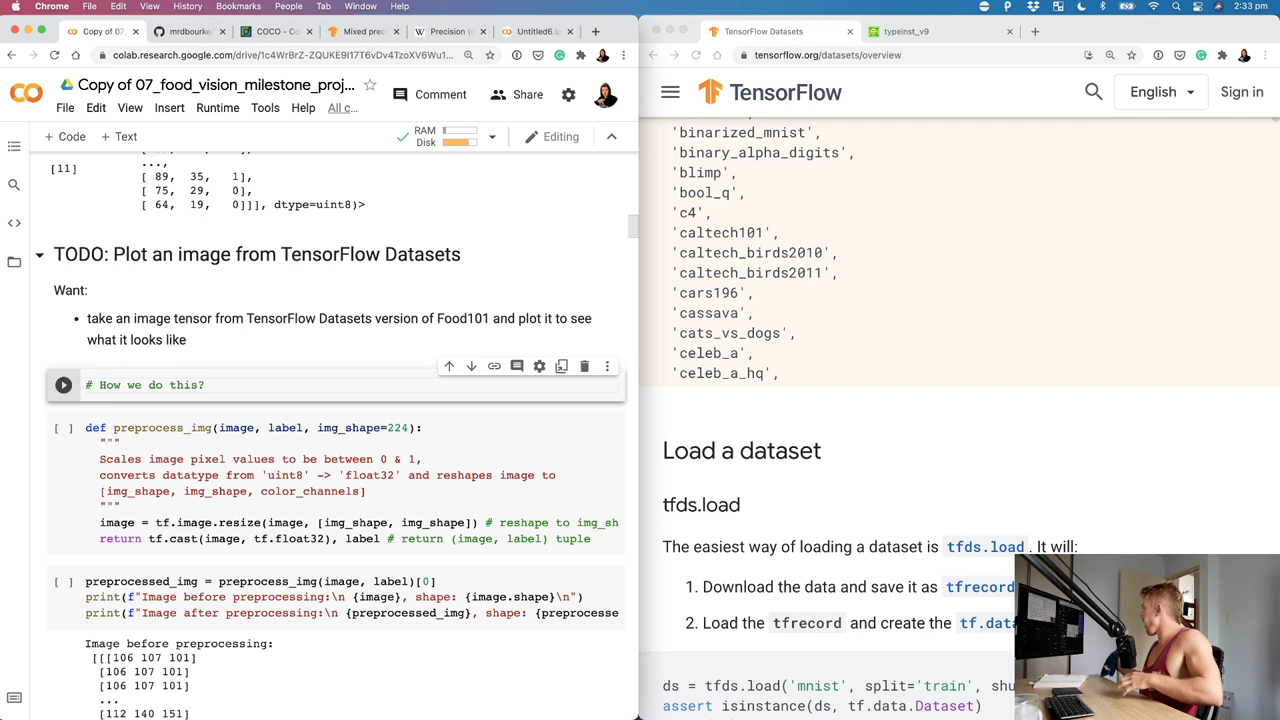 Chrome File Edit View History Bookmarks People Tab Window Help
2:33 pm
Copy of 07_
mrdbourke
COCO - Co
Mixed prec
Precision (c
Untitled6.ip
TensorFlow Datasets
typeinst_v9
colab.research.google.com/drive/1c4WrBrZ-ZQUKE9I17T6vDv4TzoXV6Wu1...
tensorflow.org/datasets/overview
Copy of 07_food_vision_milestone_proj
Comment
Share
File Edit View Insert Runtime Tools Help All c...
TensorFlow
English
Sign in
+ Code + Text
RAM
Disk
Editing
...,
[11]
[ 89, 35, 1],
[ 75, 29, 0],
[ 64, 19, 0]]], dtype=uint8)>
TODO: Plot an image from TensorFlow Datasets
Want:
• take an image tensor from TensorFlow Datasets version of Food101 and plot it to see
what it looks like
# How we do this?
[ ] def preprocess_img(image, label, img_shape=224):
"""
Scales image pixel values to be between 0 & 1,
converts datatype from 'uint8' -> 'float32' and reshapes image to
[img_shape, img_shape, color_channels]
"""
image = tf.image.resize(image, [img_shape, img_shape]) # reshape to img_sh
return tf.cast(image, tf.float32), label # return (image, label) tuple
[ ] preprocessed_img = preprocess_img(image, label)[0]
print(f"Image before preprocessing:\n {image}, shape: {image.shape}\n")
print(f"Image after preprocessing:\n {preprocessed_img}, shape: {preprocesse
Image before preprocessing:
[[[106 107 101]
[106 107 101]
[106 107 101]
...
[112 140 151]
'binarized_mnist',
'binary_alpha_digits',
'blimp',
'bool_q',
'c4',
'caltech101',
'caltech_birds2010',
'caltech_birds2011',
'cars196',
'cassava',
'cats_vs_dogs',
'celeb_a',
'celeb_a_hq',
Load a dataset
tfds.load
The easiest way of loading a dataset is tfds.load. It will:
1. Download the data and save it as tfrecord
2. Load the tfrecord and create the tf.data
ds = tfds.load('mnist', split='train', shu
assert isinstance(ds, tf.data.Dataset)